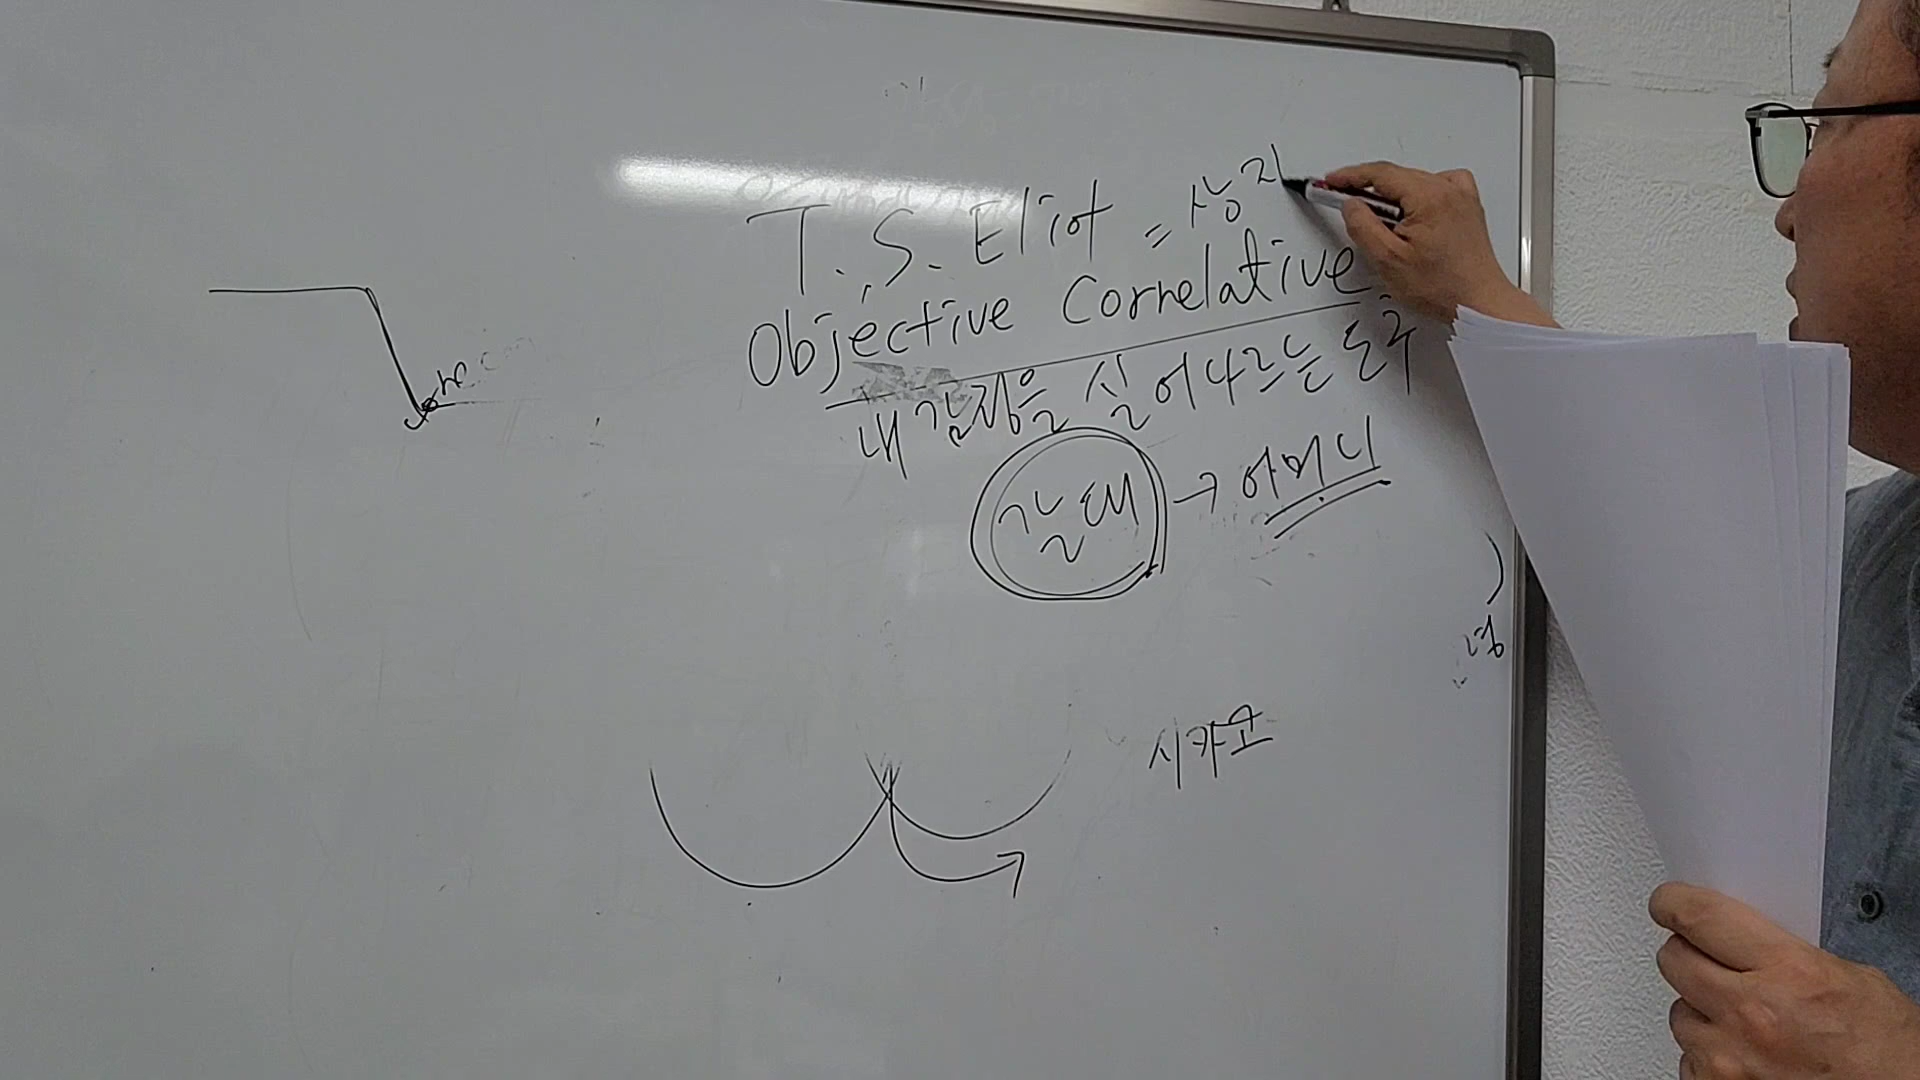 T.S. Eliot = 상기
Objective Correlative
내 감정을 실어나르는 도구
갈대 → 어머니
시카고